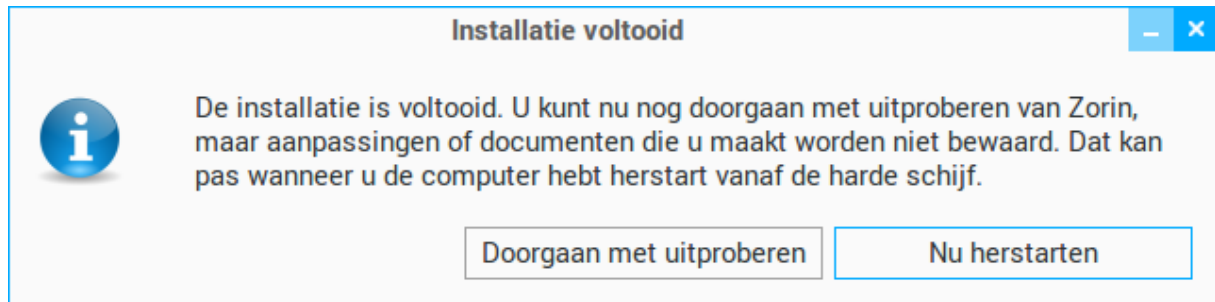 Installatie voltooid
De installatie is voltooid. U kunt nu nog doorgaan met uitproberen van Zorin,
maar aanpassingen of documenten die u maakt worden niet bewaard. Dat kan
pas wanneer u de computer hebt herstart vanaf de harde schijf.
Doorgaan met uitproberen
Nu herstarten